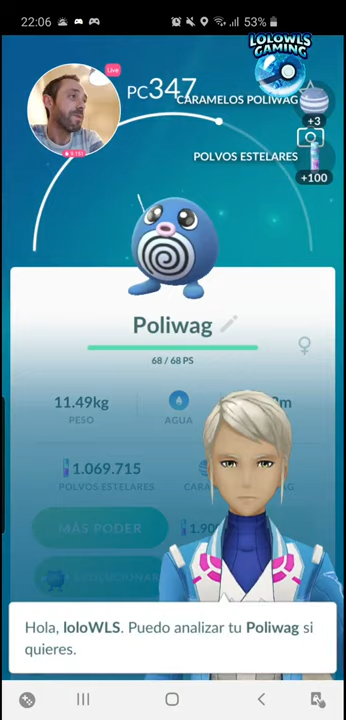 22:06
53%
LOLOWLS
GAMING
Live
PC347
CARAMELOS POLIWAG
+3
POLVOS ESTELARES
+100
Poliwag
68 / 68 PS
11.49kg
PESO
AGUA
1.069.715
POLVOS ESTELARES
MÁS PODER
EVOLUCIONAR
Hola, loloWLS. Puedo analizar tu Poliwag si
quieres.